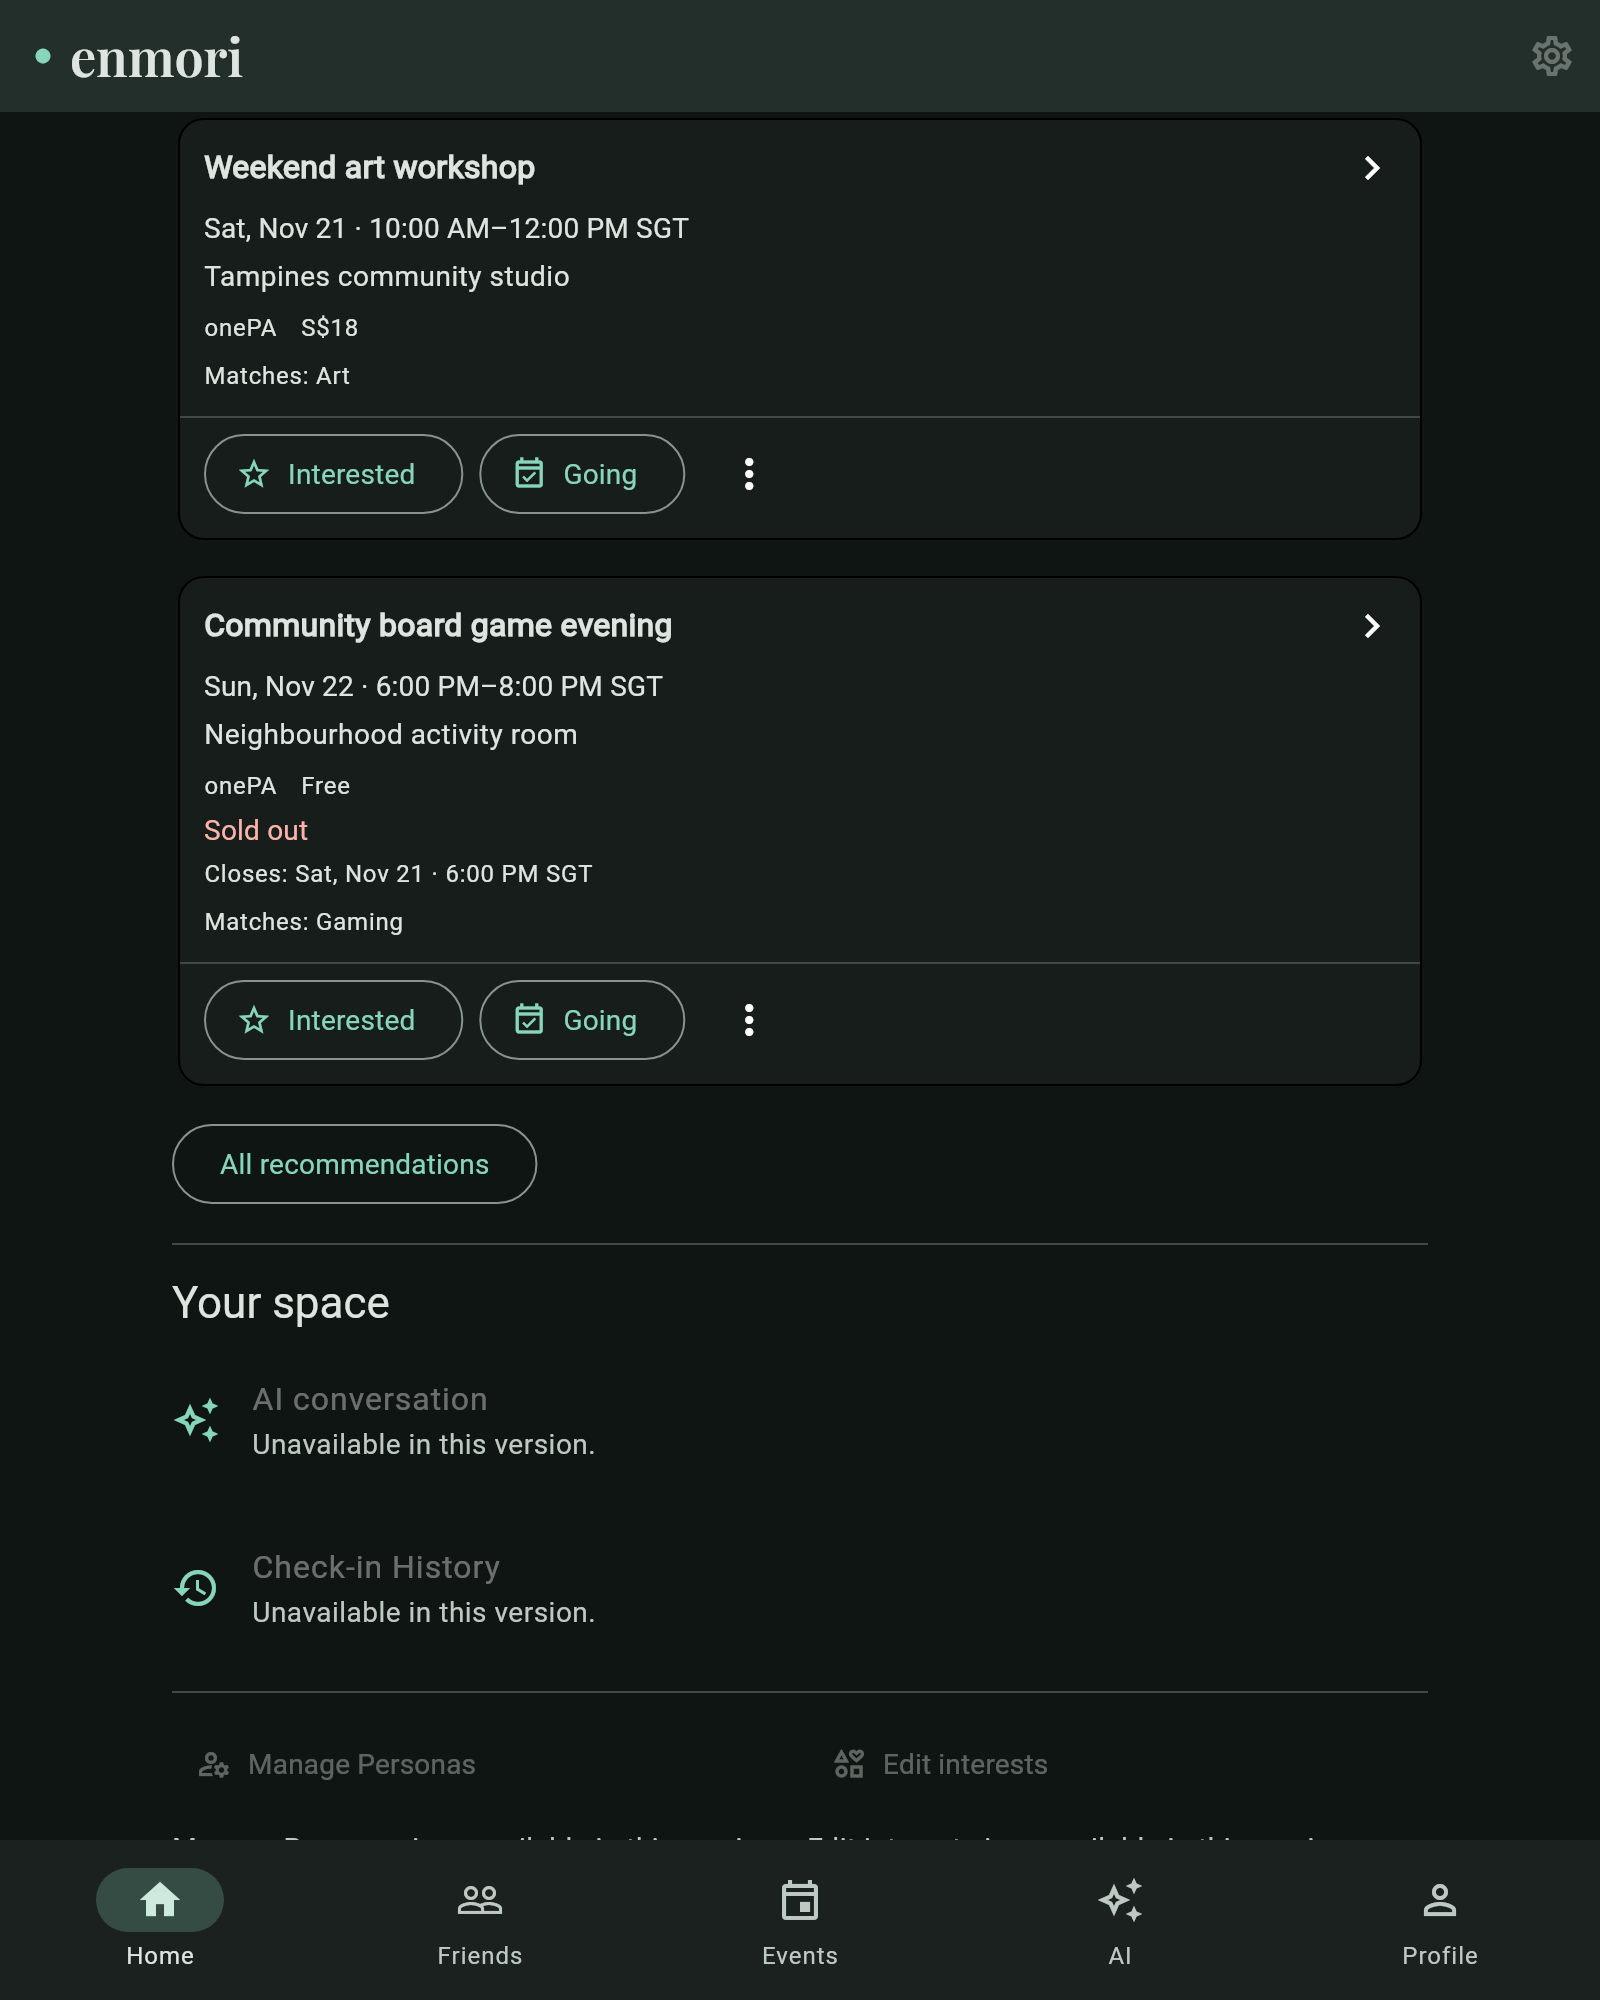 enmori
Weekend art workshop
Sat, Nov 21 · 10:00 AM–12:00 PM SGT
Tampines community studio
onePA S$18
Matches: Art
Interested Going
Community board game evening
Sun, Nov 22 · 6:00 PM–8:00 PM SGT
Neighbourhood activity room
onePA Free
Sold out
Closes: Sat, Nov 21 · 6:00 PM SGT
Matches: Gaming
Interested Going
All recommendations
Your space
AI conversation
Unavailable in this version.
Check-in History
Unavailable in this version.
Manage Personas Edit interests
Home Friends Events AI Profile